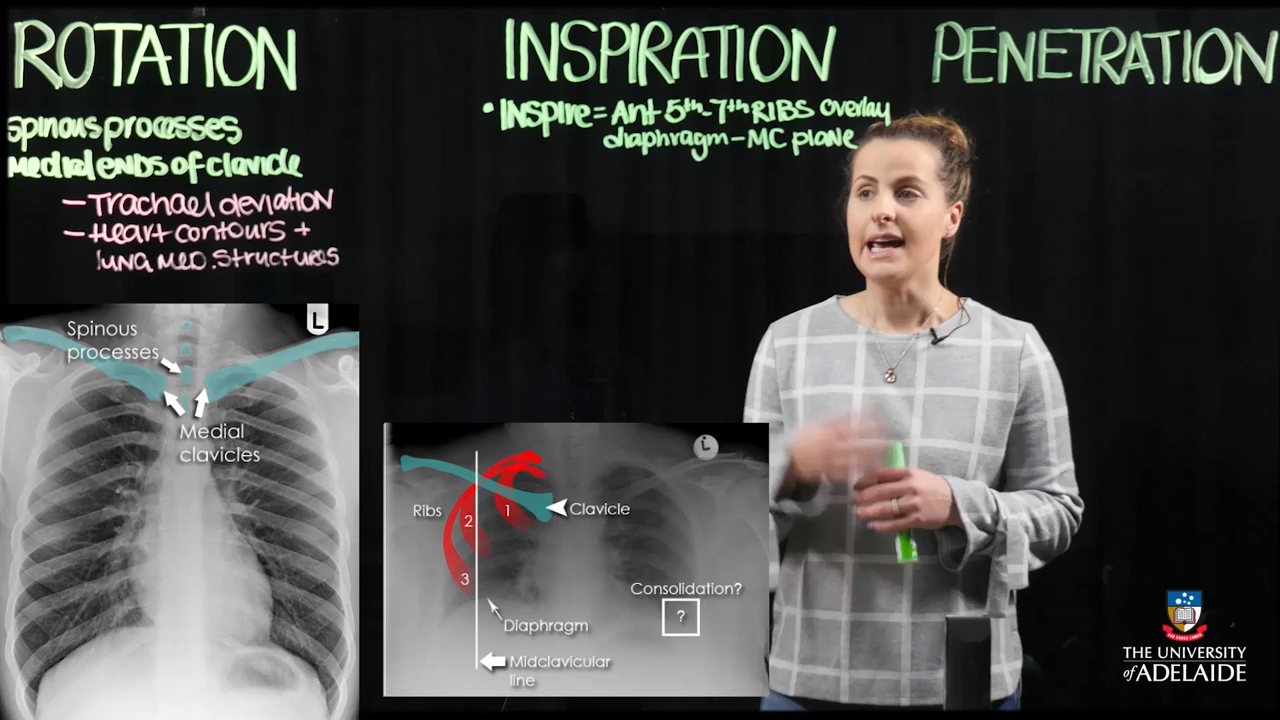 ROTATION
spinous processes
Medial ENDS of clavicle
— Trachael deviation
— Heart contours +
lung MED. structures
INSPIRATION
• INSPIRE = Ant 5th-7th RIBS overlay
diaphragm – MC plane
PENETRATION
L
Spinous
processes
Medial
clavicles
L
Ribs
1
2
3
Clavicle
Consolidation?
?
Diaphragm
Midclavicular
line
THE UNIVERSITY
of ADELAIDE